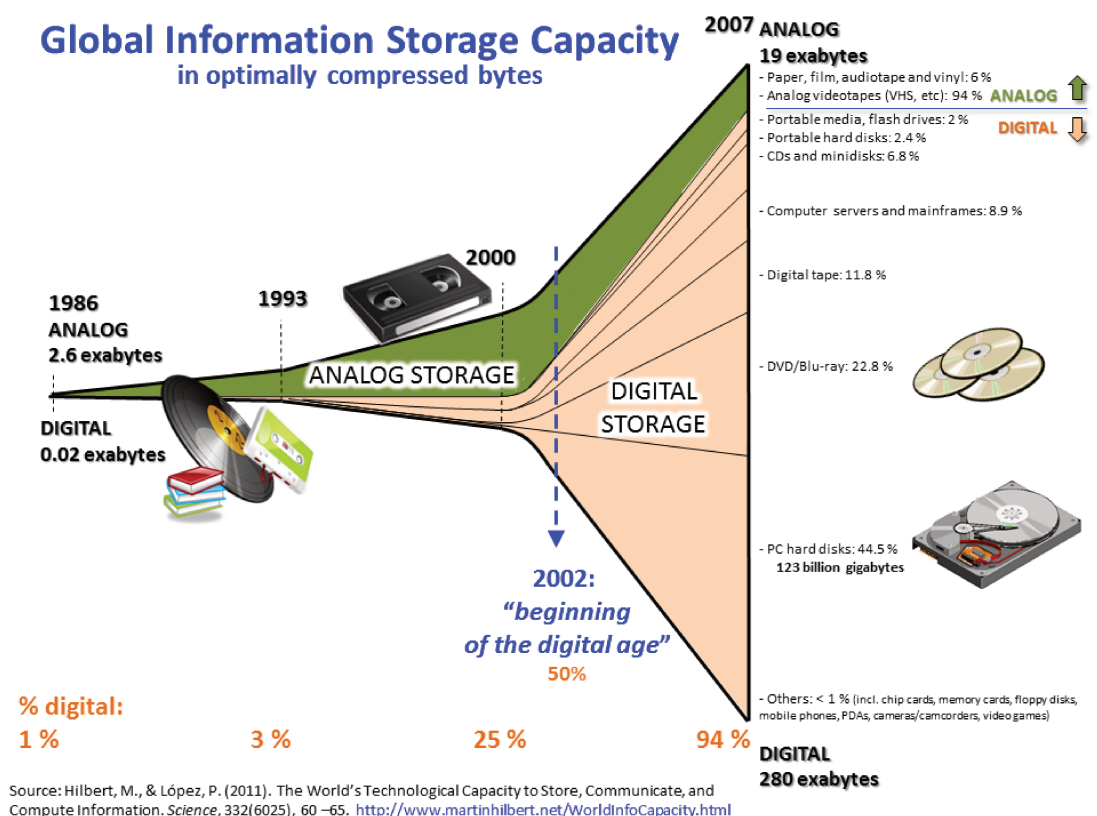 Global Information Storage Capacity
in optimally compressed bytes
2007
ANALOG
19 exabytes
- Paper, film, audiotape and vinyl: 6 %
- Analog videotapes (VHS, etc): 94 %
ANALOG
- Portable media, flash drives: 2 %
DIGITAL
- Portable hard disks: 2.4 %
- CDs and minidisks: 6.8 %
- Computer servers and mainframes: 8.9 %
- Digital tape: 11.8 %
- DVD/Blu-ray: 22.8 %
- PC hard disks: 44.5 %
123 billion gigabytes
- Others: < 1 % (incl. chip cards, memory cards, floppy disks,
mobile phones, PDAs, cameras/camcorders, video games)
DIGITAL
280 exabytes
1986
ANALOG
2.6 exabytes
DIGITAL
0.02 exabytes
1993
2000
ANALOG STORAGE
DIGITAL
STORAGE
2002:
“beginning
of the digital age”
50%
% digital:
1 %
3 %
25 %
94 %
Source: Hilbert, M., & López, P. (2011). The World’s Technological Capacity to Store, Communicate, and
Compute Information. Science, 332(6025), 60 –65. http://www.martinhilbert.net/WorldInfoCapacity.html